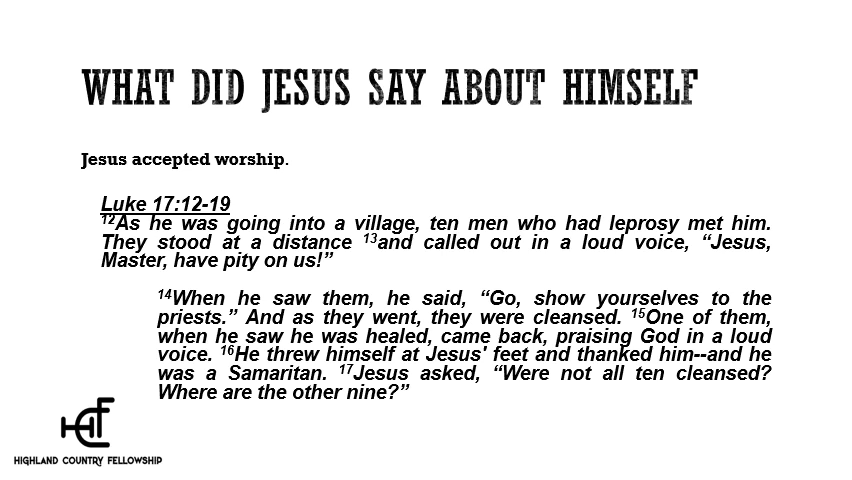 WHAT DID JESUS SAY ABOUT HIMSELF
Jesus accepted worship.
Luke 17:12-19
12As he was going into a village, ten men who had leprosy met him.
They stood at a distance 13and called out in a loud voice, “Jesus,
Master, have pity on us!”
14When he saw them, he said, “Go, show yourselves to the
priests.” And as they went, they were cleansed. 15One of them,
when he saw he was healed, came back, praising God in a loud
voice. 16He threw himself at Jesus' feet and thanked him--and he
was a Samaritan. 17Jesus asked, “Were not all ten cleansed?
Where are the other nine?”
HCF
HIGHLAND COUNTRY FELLOWSHIP